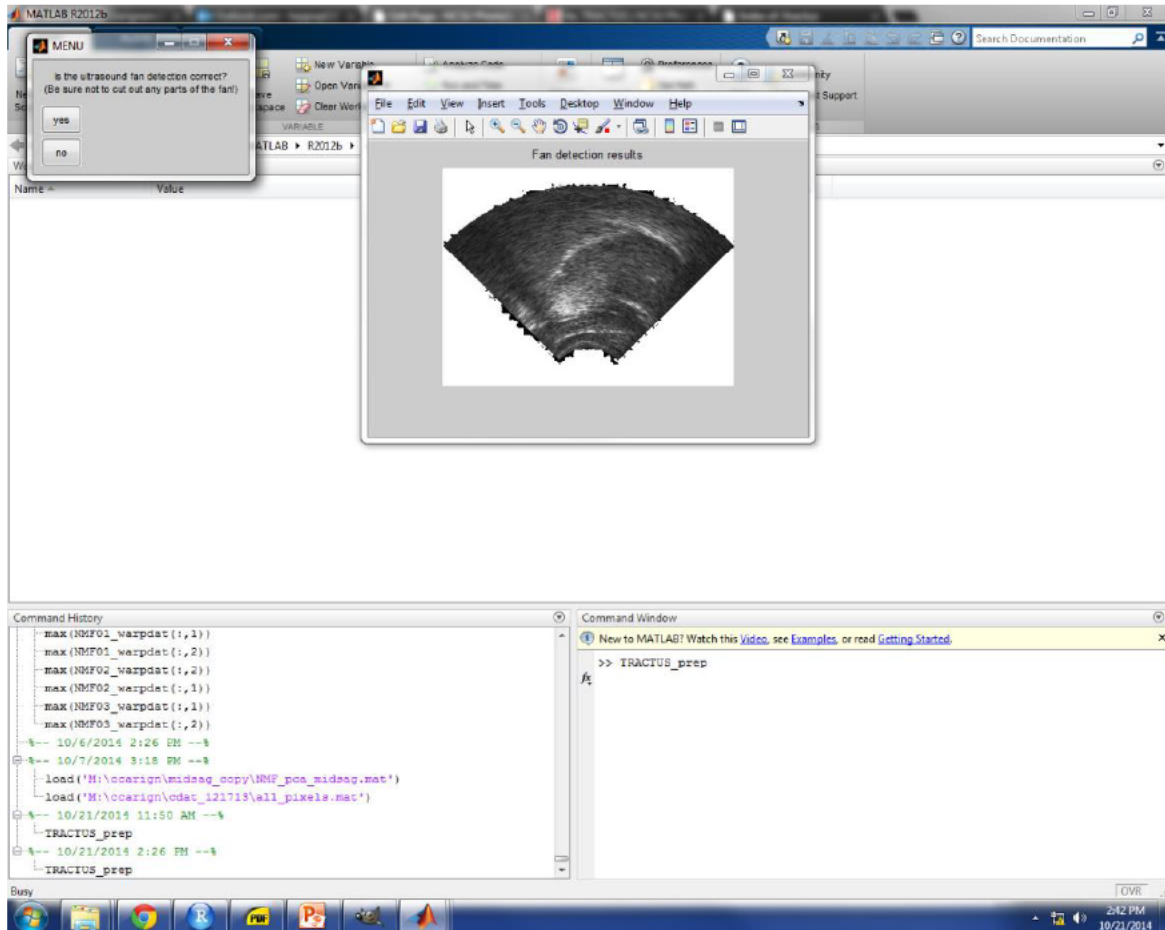 MATLAB R2012b
Search Documentation
MENU
Is the ultrasound fan detection correct?
(Be sure not to cut out any parts of the fan!)
yes
no
New Variable
Analyze Code
Open Vari
Clear Work
VARIABLE
Support
File Edit View Insert Tools Desktop Window Help
ATLAB ▸ R2012b ▸
Fan detection results
Name Value
Command History
max(NMF01_warpdat(:,1))
max(NMF01_warpdat(:,2))
max(NMF02_warpdat(:,2))
max(NMF02_warpdat(:,1))
max(NMF03_warpdat(:,1))
max(NMF03_warpdat(:,2))
%-- 10/6/2014 2:26 PM --%
%-- 10/7/2014 3:18 PM --%
load('M:\ccarign\midsag_copy\NMF_pca_midsag.mat')
load('M:\ccarign\cdat_121713\all_pixels.mat')
%-- 10/21/2014 11:50 AM --%
TRACTUS_prep
%-- 10/21/2014 2:26 PM --%
TRACTUS_prep
Command Window
New to MATLAB? Watch this Video, see Examples, or read Getting Started.
>> TRACTUS_prep
fx
Busy
OVR
R
PDF
2:42 PM
10/21/2014